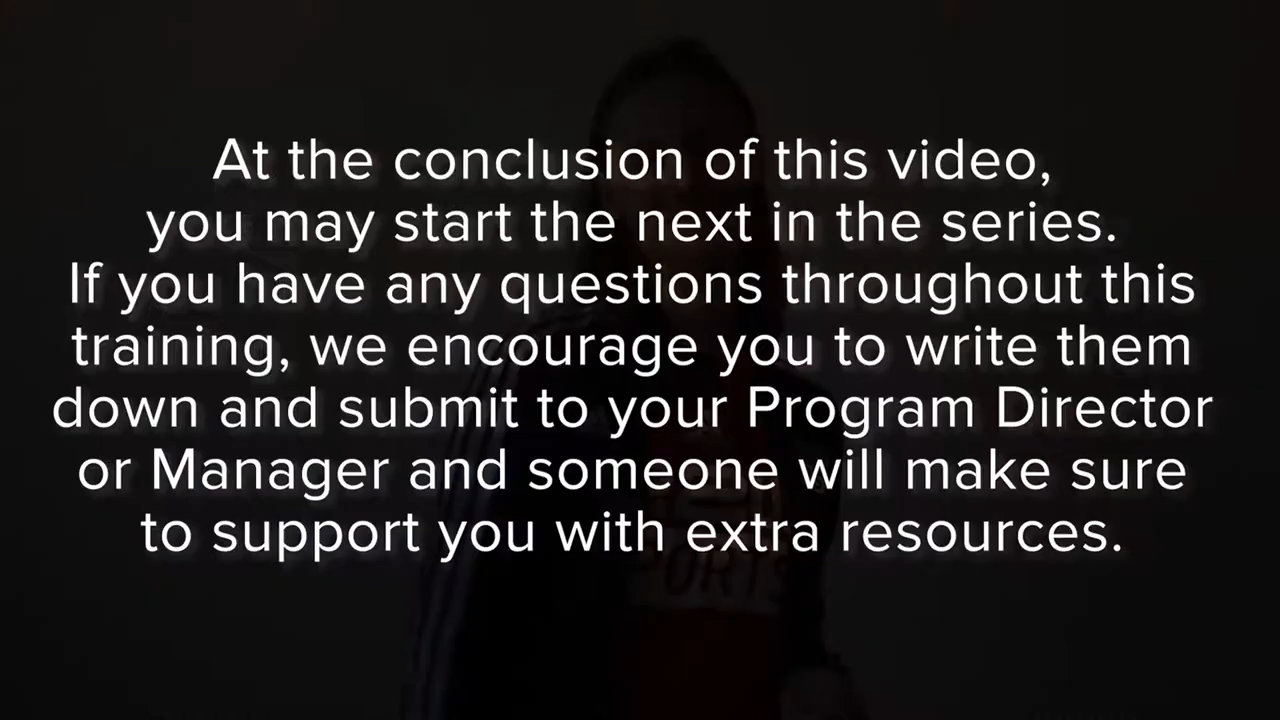 At the conclusion of this video,
you may start the next in the series.
If you have any questions throughout this
training, we encourage you to write them
down and submit to your Program Director
or Manager and someone will make sure
to support you with extra resources.